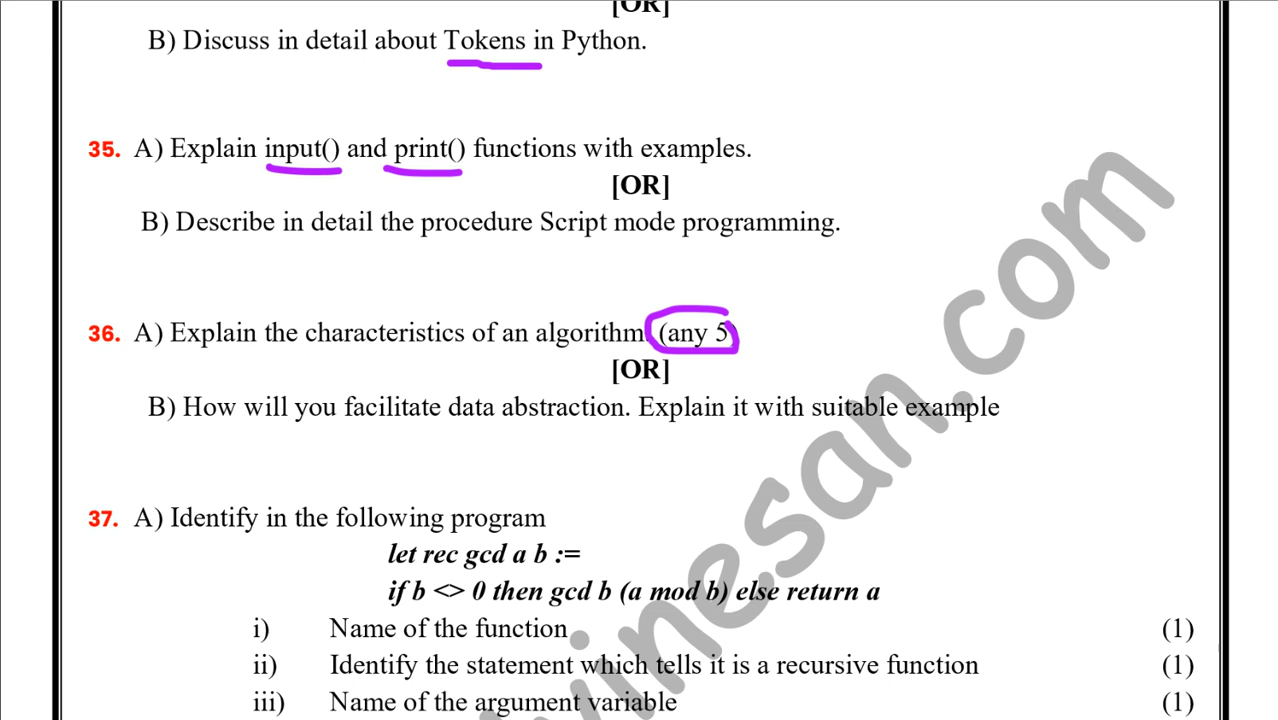 [OR]
B) Discuss in detail about Tokens in Python.
35. A) Explain input() and print() functions with examples.
[OR]
B) Describe in detail the procedure Script mode programming.
36. A) Explain the characteristics of an algorithm. (any 5)
[OR]
B) How will you facilitate data abstraction. Explain it with suitable example
37. A) Identify in the following program
let rec gcd a b :=
if b <> 0 then gcd b (a mod b) else return a
i) Name of the function (1)
ii) Identify the statement which tells it is a recursive function (1)
iii) Name of the argument variable (1)
vinesan.com